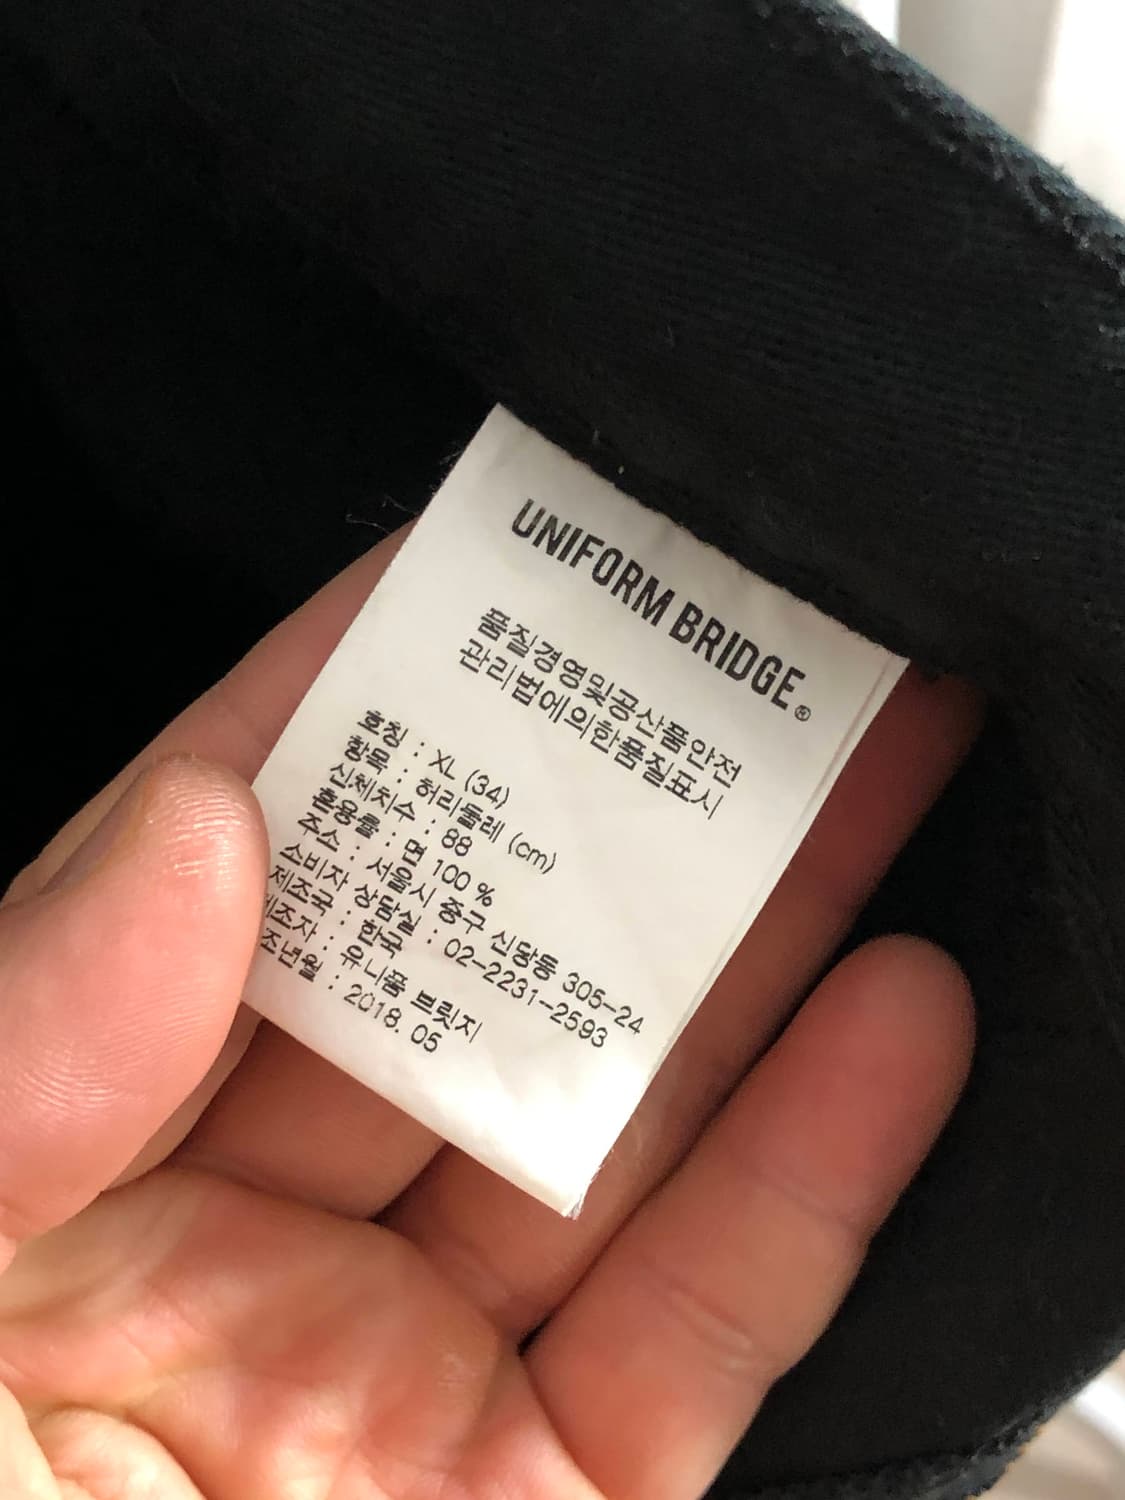 UNIFORM BRIDGE®
품질경영및공산품안전
관리법에의한품질표시
호칭 : XL (34)
항목 : 허리둘레 (cm)
신체치수 : 88
혼용률 : 면 100 %
주소 : 서울시 중구 신당동 305-24
소비자 상담실 : 02-2231-2593
제조국 : 한국
제조자 : 유니폼 브릿지
조년월 : 2018. 05